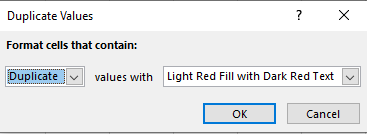 Duplicate Values
? ×
Format cells that contain:
Duplicate values with Light Red Fill with Dark Red Text
OK Cancel